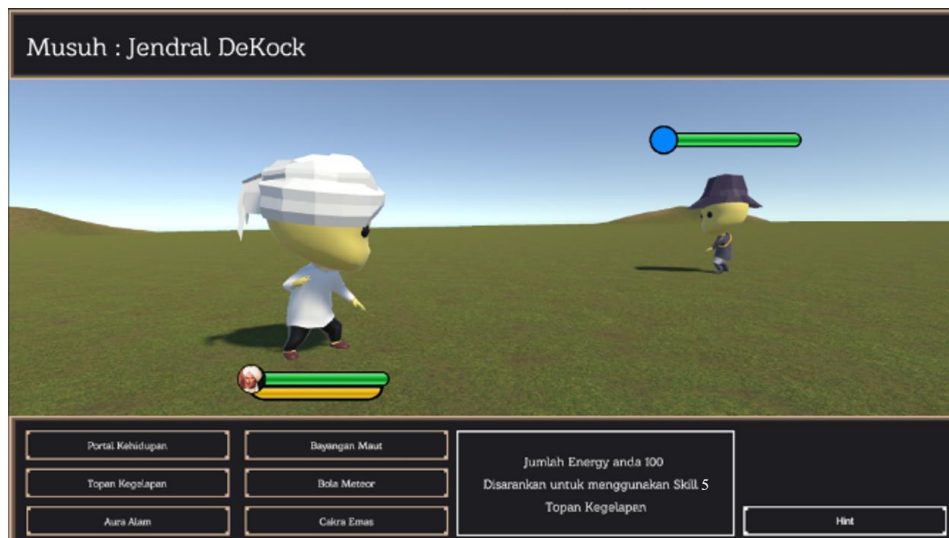 Musuh : Jendral DeKock
Portal Kehidupan
Bayangan Maut
Topan Kegelapan
Bola Meteor
Aura Alam
Cakra Emas
Jumlah Energy anda 100
Disarankan untuk menggunakan Skill 5
Topan Kegelapan
Hint